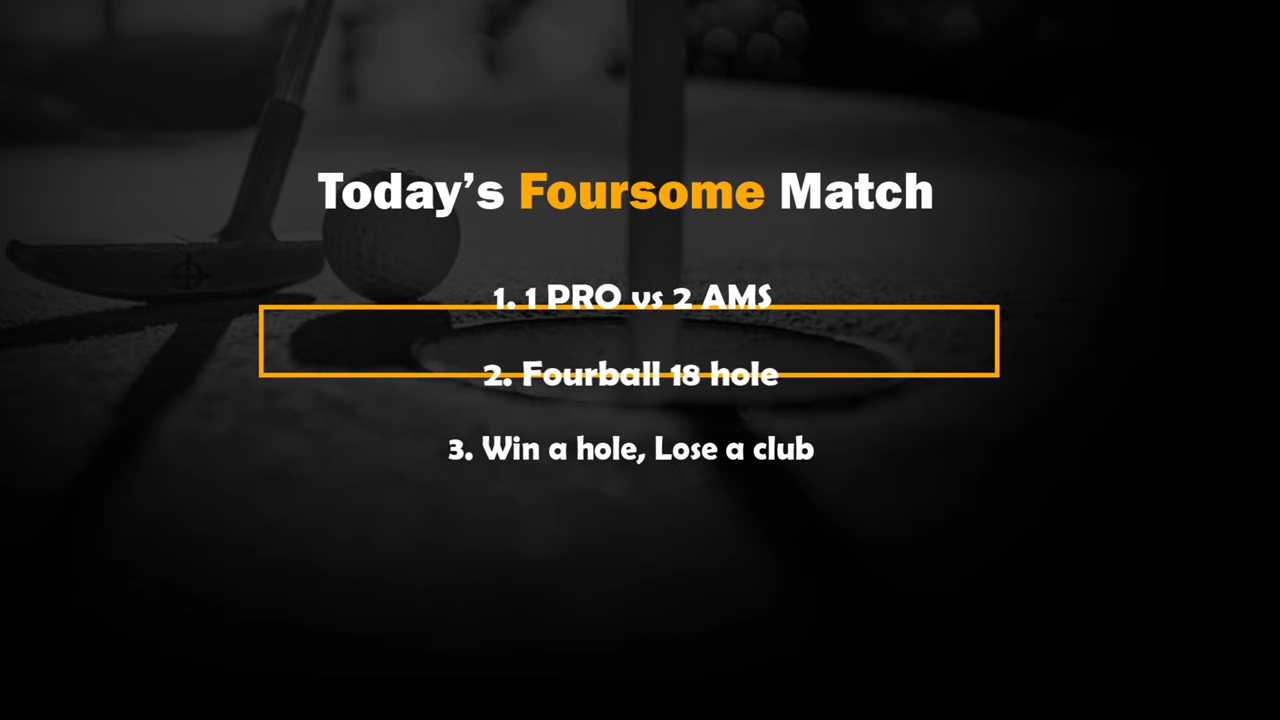 Today's Foursome Match
1. 1 PRO vs 2 AMS
2. Fourball 18 hole
3. Win a hole, Lose a club